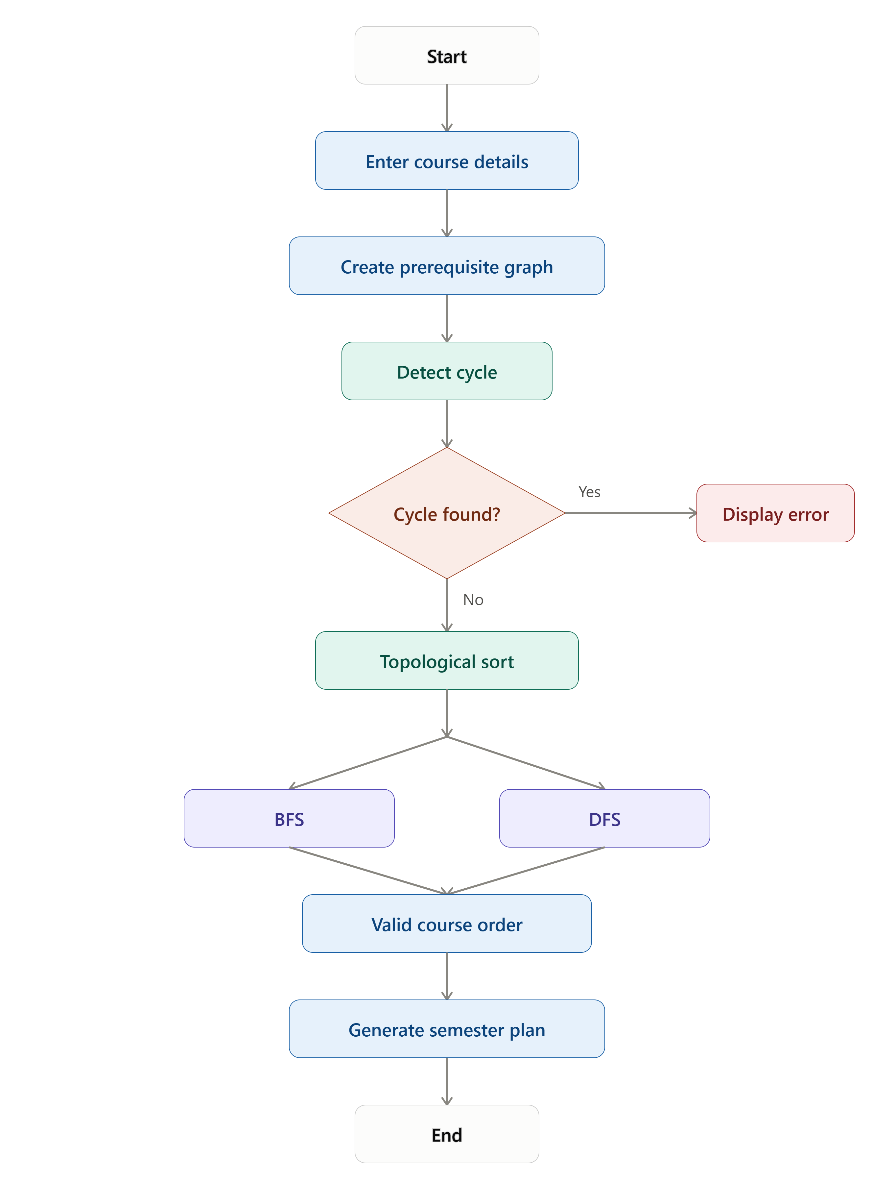 Start
Enter course details
Create prerequisite graph
Detect cycle
Cycle found?
Yes
Display error
No
Topological sort
BFS
DFS
Valid course order
Generate semester plan
End